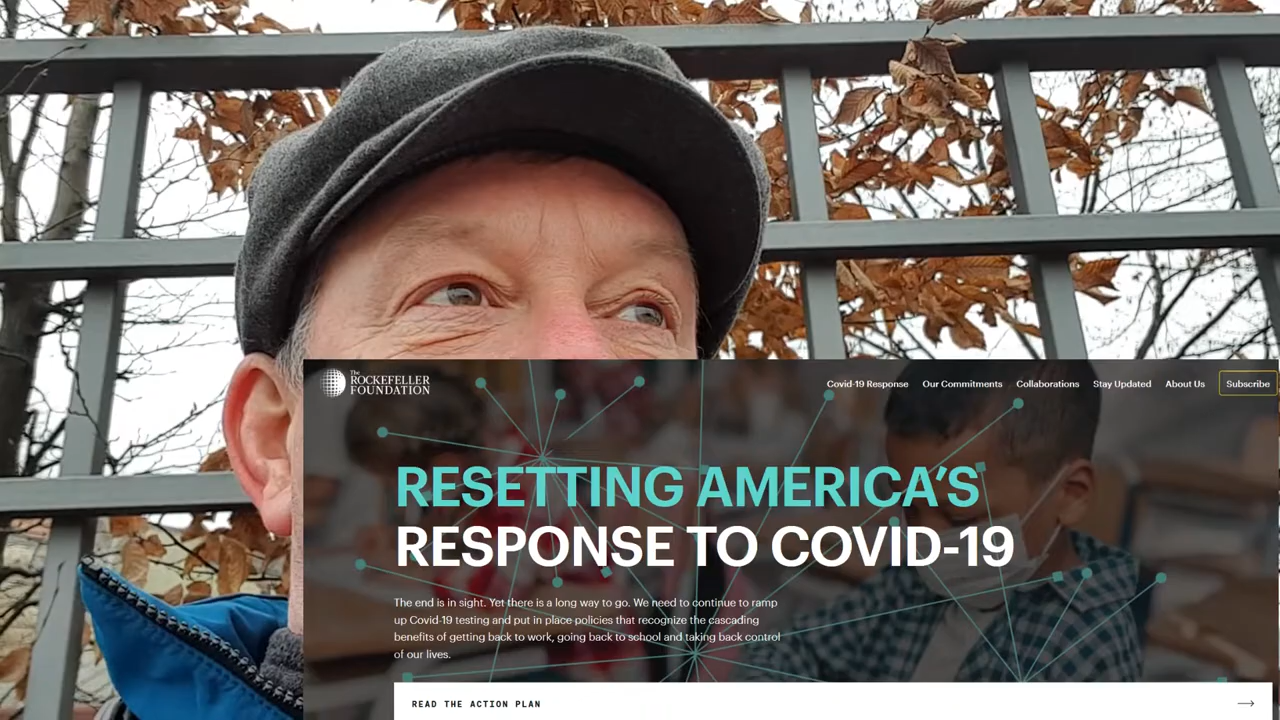 The
ROCKEFELLER
FOUNDATION
Covid-19 Response Our Commitments Collaborations Stay Updated About Us Subscribe
RESETTING AMERICA’S
RESPONSE TO COVID-19
The end is in sight. Yet there is a long way to go. We need to continue to ramp
up Covid-19 testing and put in place policies that recognize the cascading
benefits of getting back to work, going back to school and taking back control
of our lives.
READ THE ACTION PLAN